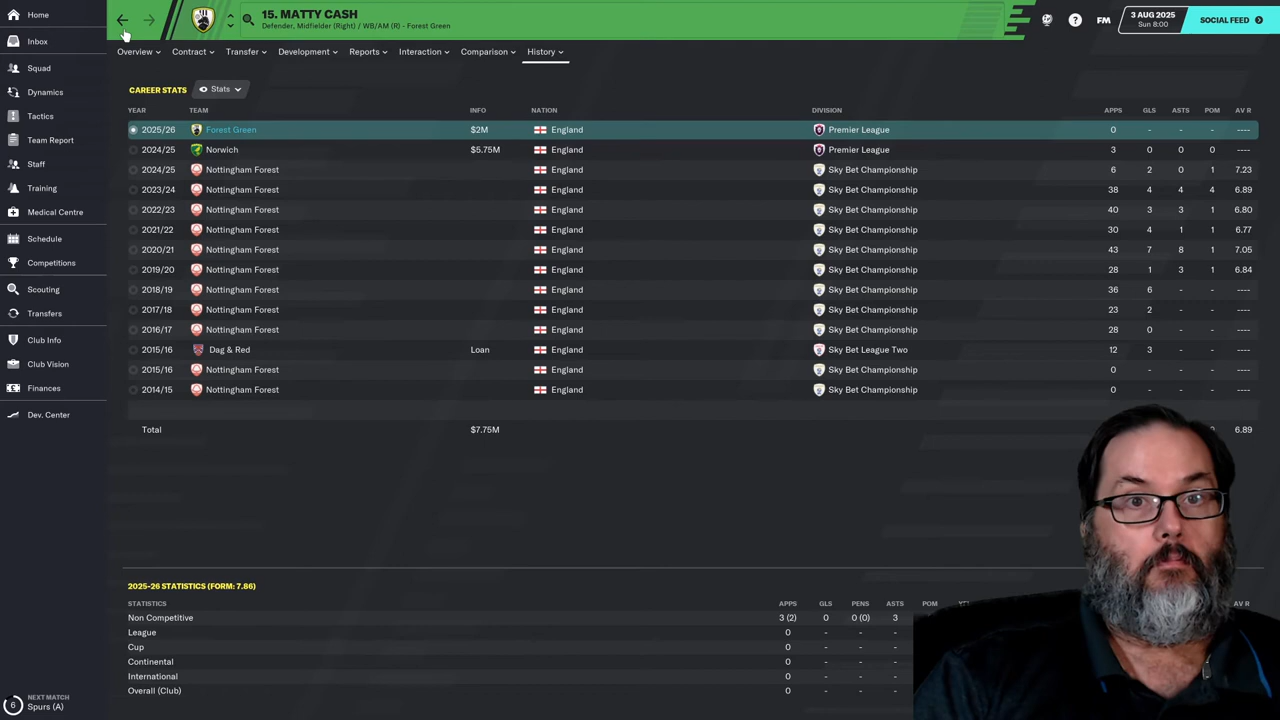 Home
Inbox
Squad
Dynamics
Tactics
Team Report
Staff
Training
Medical Centre
Schedule
Competitions
Scouting
Transfers
Club Info
Club Vision
Finances
Dev. Center
6 NEXT MATCH
Spurs (A)
15. MATTY CASH
Defender, Midfielder (Right) / WB/AM (R) - Forest Green
? FM 3 AUG 2025
Sun 8:00
SOCIAL FEED
Overview Contract Transfer Development Reports Interaction Comparison History
CAREER STATS Stats
YEAR TEAM INFO NATION DIVISION APPS GLS ASTS POM AV R
2025/26 Forest Green $2M England Premier League 0 - - - ----
2024/25 Norwich $5.75M England Premier League 3 0 0 0 ----
2024/25 Nottingham Forest England Sky Bet Championship 6 2 0 1 7.23
2023/24 Nottingham Forest England Sky Bet Championship 38 4 4 4 6.89
2022/23 Nottingham Forest England Sky Bet Championship 40 3 3 1 6.80
2021/22 Nottingham Forest England Sky Bet Championship 30 4 1 1 6.77
2020/21 Nottingham Forest England Sky Bet Championship 43 7 8 1 7.05
2019/20 Nottingham Forest England Sky Bet Championship 28 1 3 1 6.84
2018/19 Nottingham Forest England Sky Bet Championship 36 6 - - ----
2017/18 Nottingham Forest England Sky Bet Championship 23 2 - - ----
2016/17 Nottingham Forest England Sky Bet Championship 28 0 - - ----
2015/16 Dag & Red Loan England Sky Bet League Two 12 3 - - ----
2015/16 Nottingham Forest England Sky Bet Championship 0 - - - ----
2014/15 Nottingham Forest England Sky Bet Championship 0 - - - ----
Total $7.75M 6.89
2025-26 STATISTICS (FORM: 7.86)
STATISTICS APPS GLS PENS ASTS POM AV R
Non Competitive 3 (2) 0 0 (0) 3
League 0 - - -
Cup 0 - - -
Continental 0 - - -
International 0 - - -
Overall (Club) 0 - - -